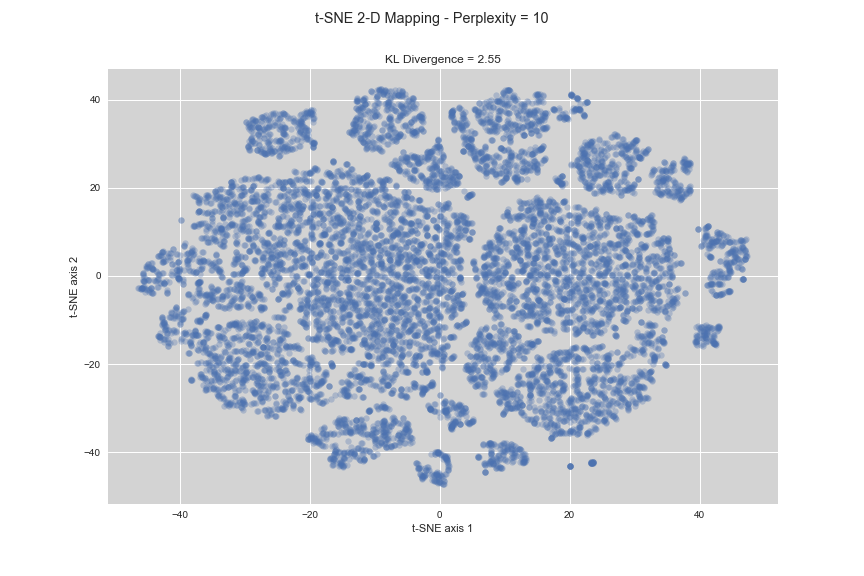 t-SNE 2-D Mapping - Perplexity = 10
KL Divergence = 2.55
40
20
0
−20
−40
t-SNE axis 2
−40
−20
0
20
40
t-SNE axis 1